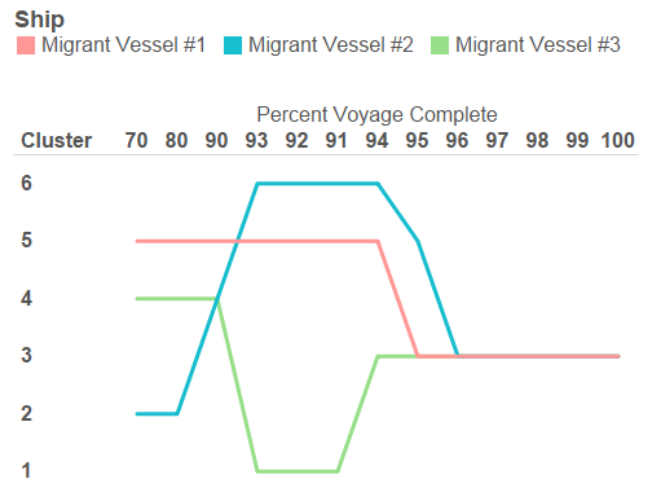 Ship
Migrant Vessel #1 Migrant Vessel #2 Migrant Vessel #3
Percent Voyage Complete
Cluster 70 80 90 93 92 91 94 95 96 97 98 99 100
6
5
4
3
2
1